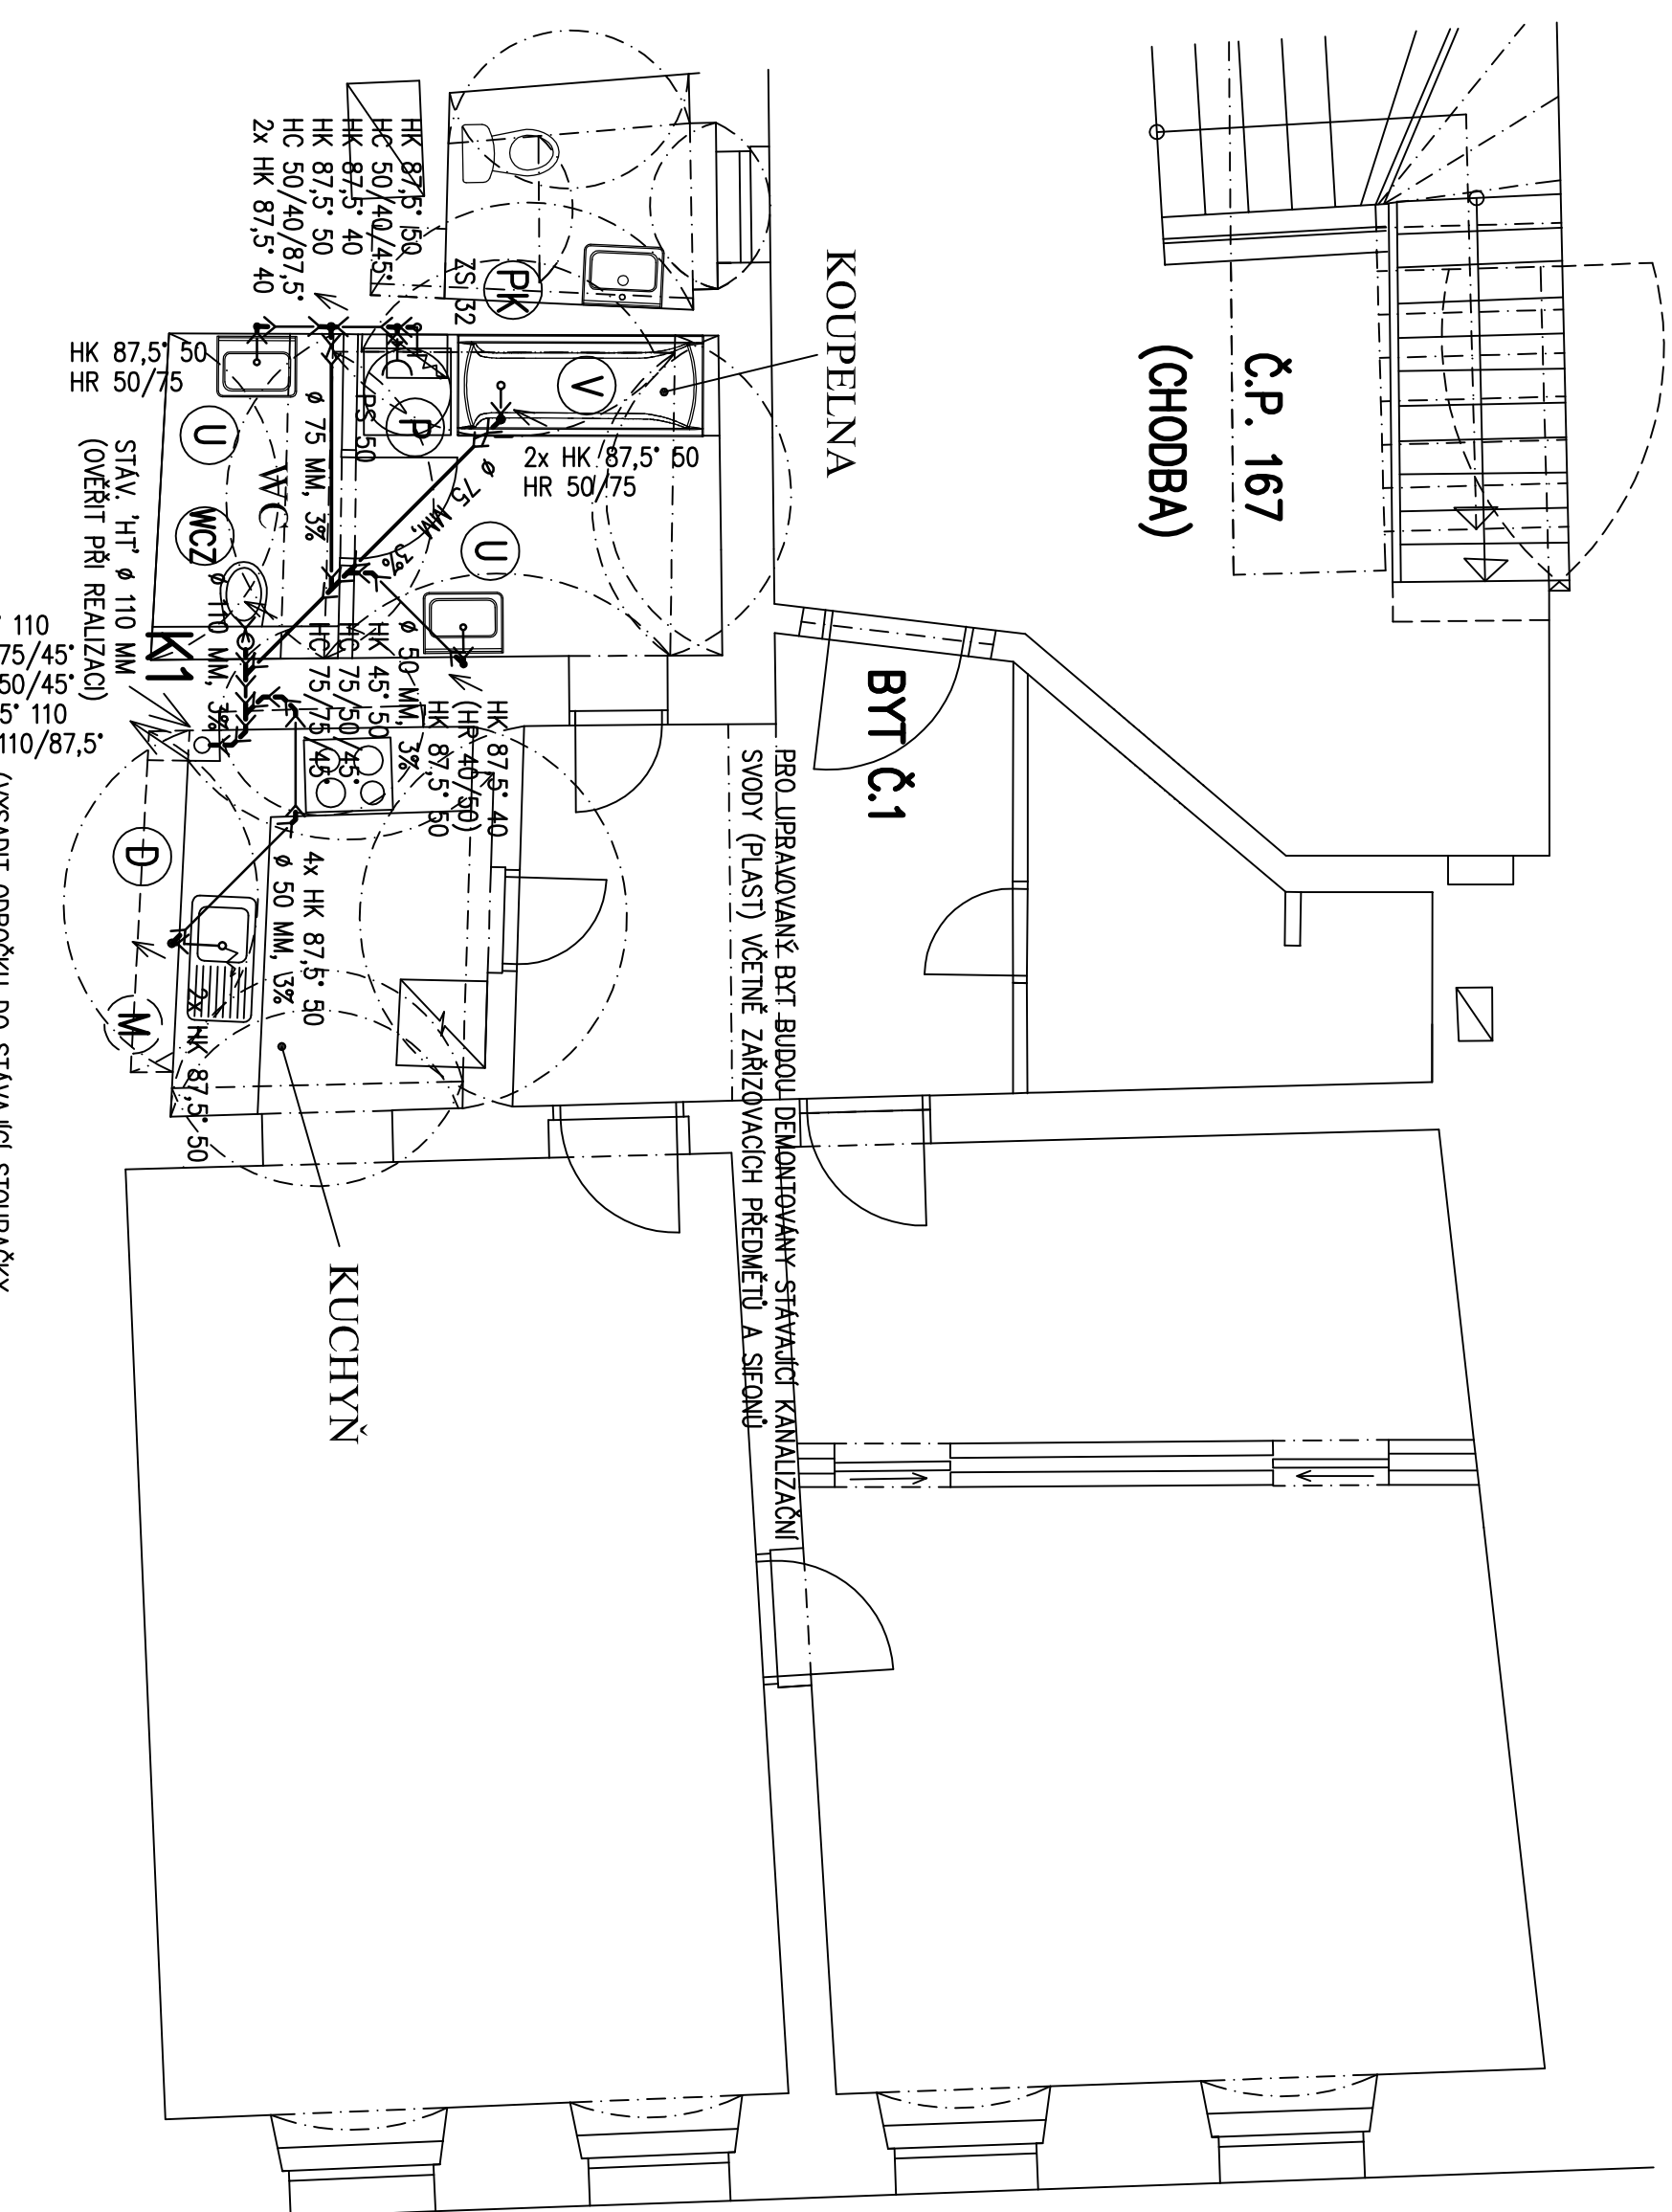 Č.P. 167
(CHODBA)
KOUPELNA
BYT Č.1
PRO UPRAVOVANÝ BYT BUDOU DEMONTOVÁNY STÁVAJÍCÍ KANALIZAČNÍ
SVODY (PLAST) VČETNĚ ZAŘIZOVACÍCH PŘEDMĚTŮ A SIFONŮ
HK 87,5° 50
HC 50/40/45°
HK 87,5° 40
HK 87,5° 50
HC 50/40/87,5°
2x HK 87,5° 40
ZS 32
PK
V
P
PS 50
2x HK 87,5° 50
HR 50/75
ø 75 MM, 3%
U
HK 87,5° 50
HR 50/75
U
WC
WCZ
ø 75 MM, 3%
ø 110 MM, 3%
STÁV. 'HT' ø 110 MM
(OVĚŘIT PŘI REALIZACI)
K1
ø 50 MM, 3%
HK 45° 50
HC 75/50/45°
HC 75/75/45°
HK 87,5° 40
(HR 40/50)
HK 87,5° 50
110
75/45°
50/45°
5° 110
110/87,5°
4x HK 87,5° 50
ø 50 MM, 3%
2x HK 87,5° 50
D
M
KUCHYŇ